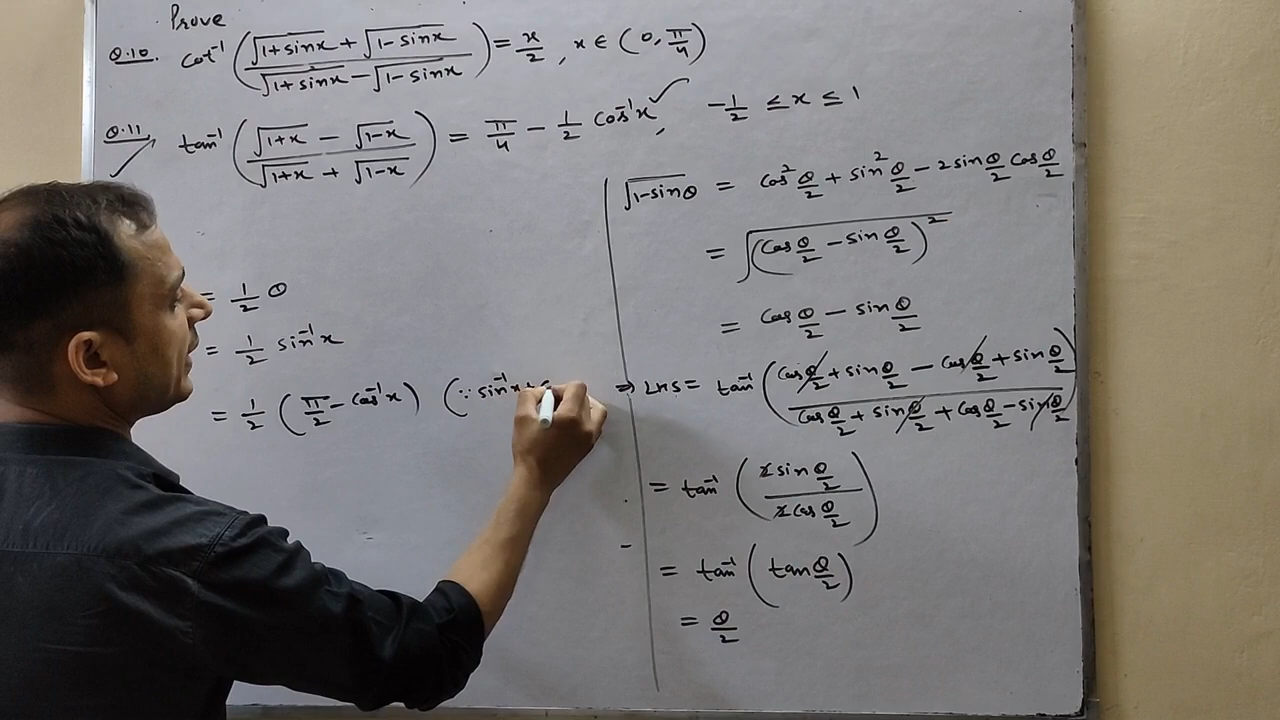 Prove
Q.10. cot⁻¹((√(1+sinx) + √(1-sinx))/(√(1+sinx) - √(1-sinx))) = x/2, x ∈ (0, π/4)
Q.11. tan⁻¹((√(1+x) - √(1-x))/(√(1+x) + √(1-x))) = π/4 - 1/2 cos⁻¹x, -1/2 ≤ x ≤ 1
= 1/2 θ
= 1/2 sin⁻¹x
= 1/2 (π/2 - cos⁻¹x) (∵ sin⁻¹x +
√(1-sinθ) = cos²θ/2 + sin²θ/2 - 2sinθ/2 cosθ/2
= √((cosθ/2 - sinθ/2)²)
= cosθ/2 - sinθ/2
⇒ LHS = tan⁻¹((cosθ/2 + sinθ/2 - cosθ/2 + sinθ/2)/(cosθ/2 + sinθ/2 + cosθ/2 - sinθ/2))
= tan⁻¹((2sinθ/2)/(2cosθ/2))
= tan⁻¹(tanθ/2)
= θ/2